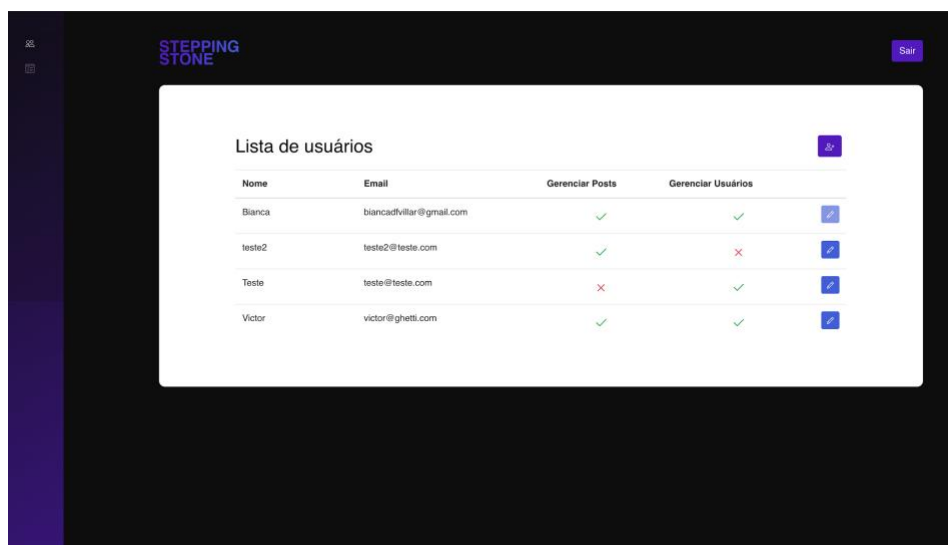 STEPPING
STONE
Sair
Lista de usuários
Nome Email Gerenciar Posts Gerenciar Usuários
Bianca biancadfvillar@gmail.com
teste2 teste2@teste.com
Teste teste@teste.com
Victor victor@ghetti.com